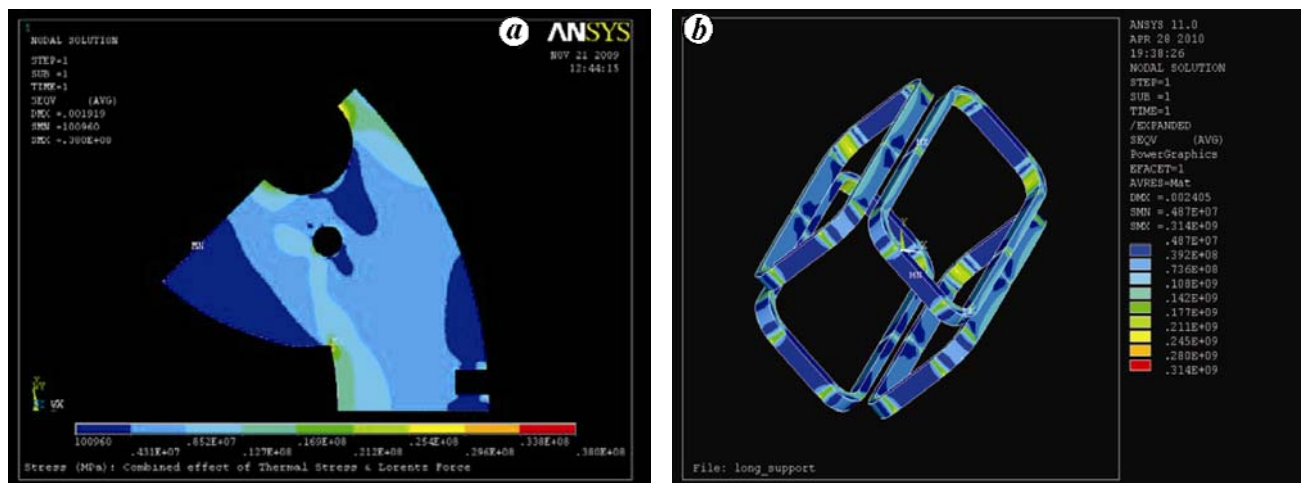 1
a
ANSYS
NODAL SOLUTION
NOV 21 2009
12:44:15
STEP=1
SUB =1
TIME=1
SEQV (AVG)
DMX =.001919
SMN =100960
SMX =.380E+08
MN
MX
100960 .852E+07 .169E+08 .254E+08 .338E+08
.431E+07 .127E+08 .212E+08 .296E+08 .380E+08
Stress (MPa): Combined effect of Thermal Stress & Lorentz Force
b
ANSYS 11.0
APR 28 2010
19:38:26
NODAL SOLUTION
STEP=1
SUB =1
TIME=1
/EXPANDED
SEQV (AVG)
PowerGraphics
EFACET=1
AVRES=Mat
DMX =.002405
SMN =.487E+07
SMX =.314E+09
.487E+07
.392E+08
.736E+08
.108E+09
.142E+09
.177E+09
.211E+09
.245E+09
.280E+09
.314E+09
MX
MN
File: long_support